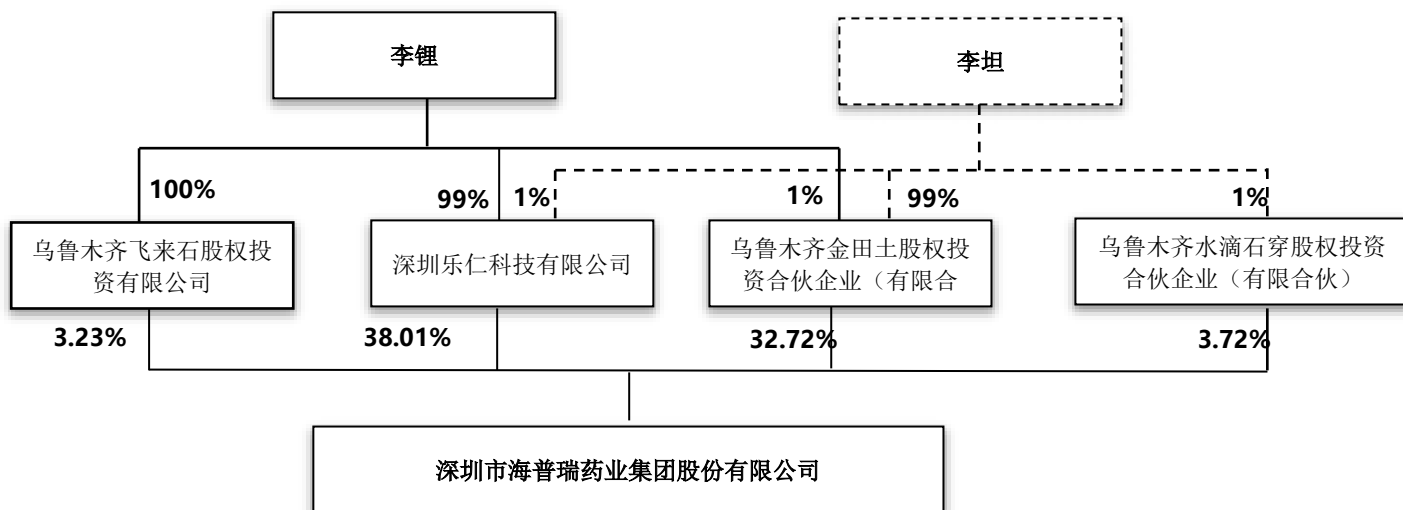 李锂
李坦
100%
99%
1%
1%
99%
1%
乌鲁木齐飞来石股权投
资有限公司
深圳乐仁科技有限公司
乌鲁木齐金田土股权投
资合伙企业（有限合
乌鲁木齐水滴石穿股权投资
合伙企业（有限合伙）
3.23%
38.01%
32.72%
3.72%
深圳市海普瑞药业集团股份有限公司